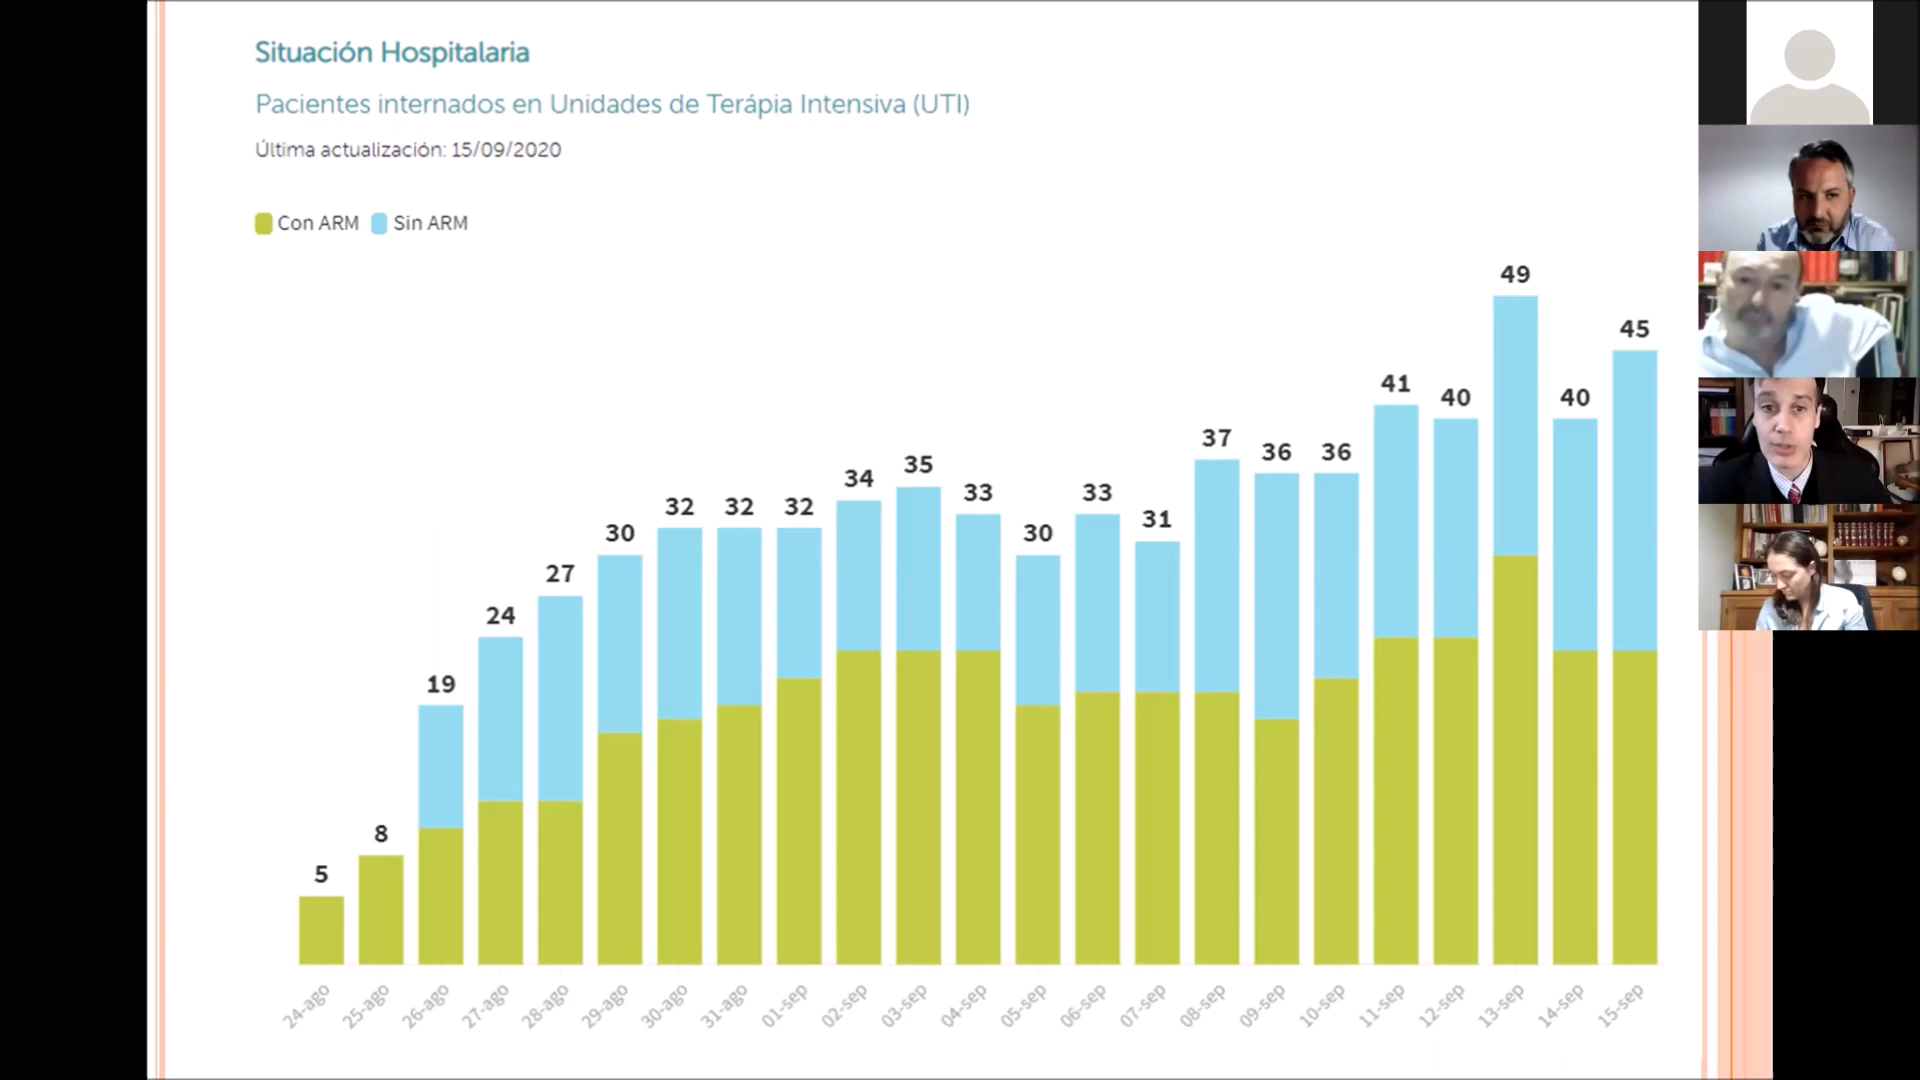 Situación Hospitalaria
Pacientes internados en Unidades de Terápia Intensiva (UTI)
Última actualización: 15/09/2020
Con ARM Sin ARM
5 8 19 24 27 30 32 32 32 34 35 33 30 33 31 37 36 36 41 40 49 40 45
24-ago 25-ago 26-ago 27-ago 28-ago 29-ago 30-ago 31-ago 01-sep 02-sep 03-sep 04-sep 05-sep 06-sep 07-sep 08-sep 09-sep 10-sep 11-sep 12-sep 13-sep 14-sep 15-sep